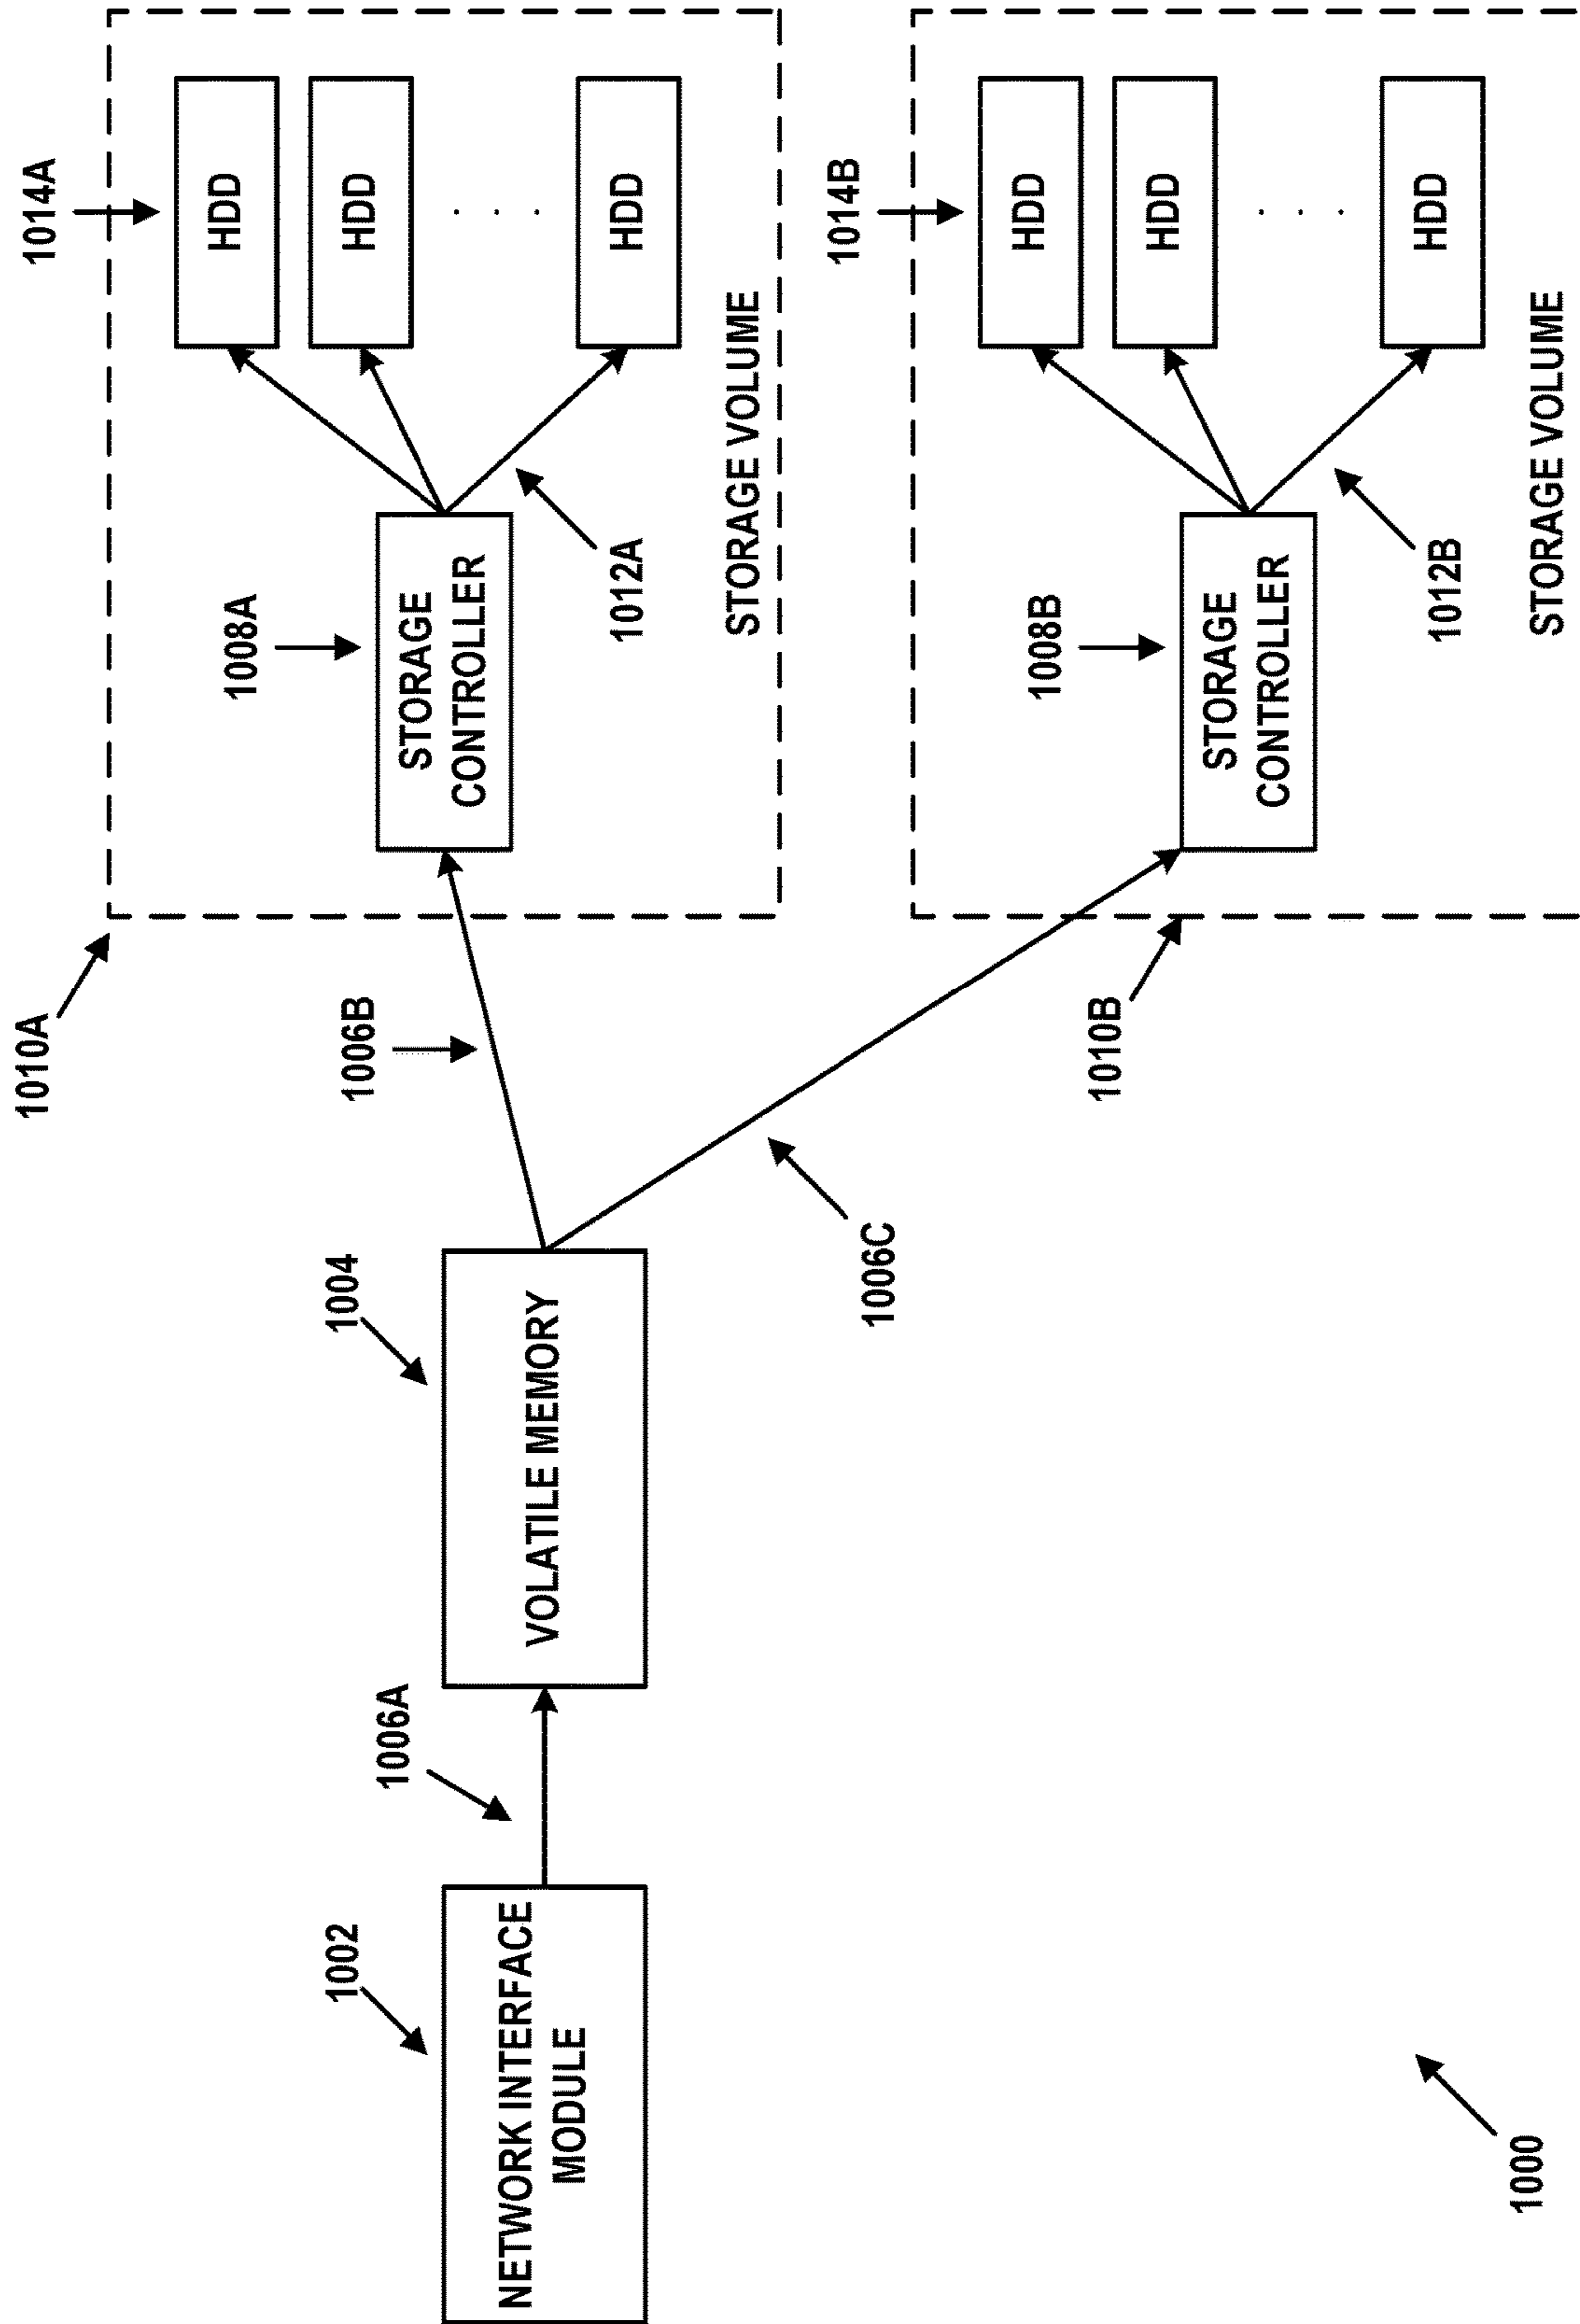 1010A
1014A
HDD
HDD
. . .
HDD
1008A
STORAGE
CONTROLLER
1012A
STORAGE VOLUME
1002
NETWORK INTERFACE
MODULE
1006A
1004
VOLATILE MEMORY
1006B
1006C
1010B
1014B
HDD
HDD
. . .
HDD
1008B
STORAGE
CONTROLLER
1012B
STORAGE VOLUME
1000